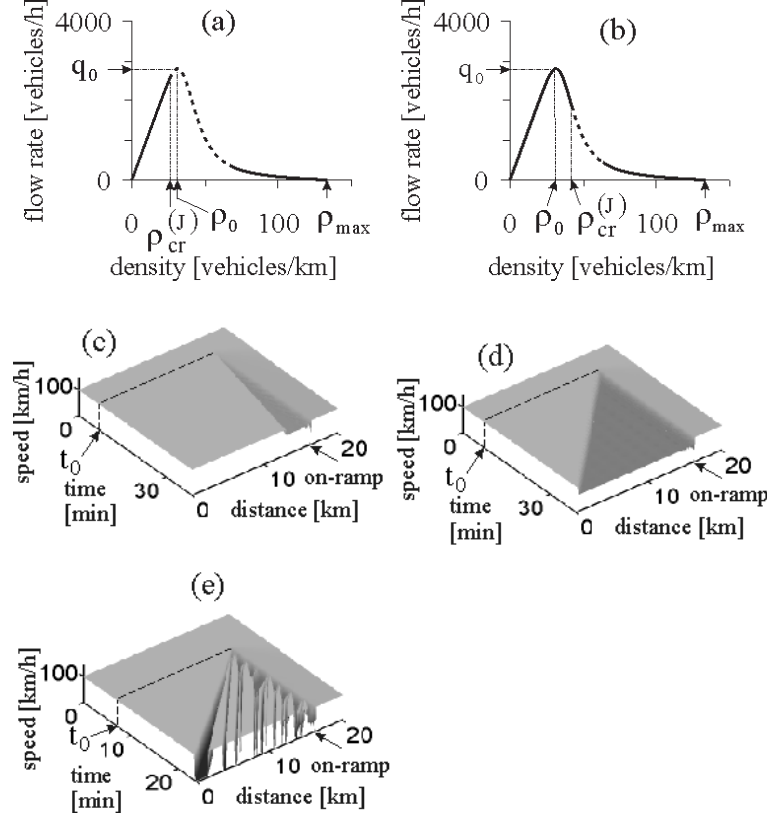 (a)
flow rate [vehicles/h]
4000
q₀
0
0 100
ρcr(J) ρ₀ ρmax
density [vehicles/km]
(b)
flow rate [vehicles/h]
4000
q₀
0
0 100
ρ₀ ρcr(J) ρmax
density [vehicles/km]
(c)
speed [km/h]
100
0
t₀
time
[min]
30
0
10
20
on-ramp
distance [km]
(d)
speed [km/h]
100
0
t₀
time
[min]
30
0
10
20
on-ramp
distance [km]
(e)
speed [km/h]
100
0
t₀
10
time
[min]
20
0
10
20
on-ramp
distance [km]